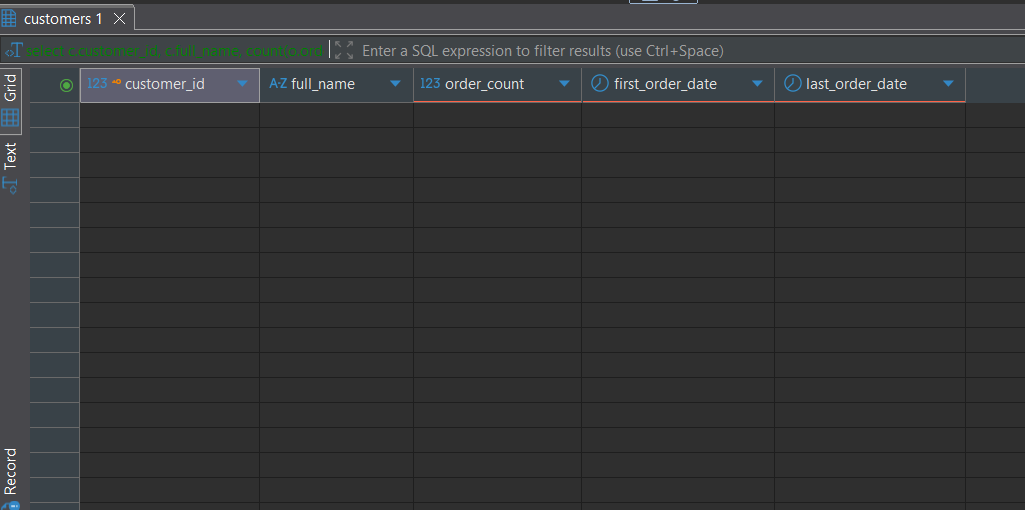 customers 1
select c.customer_id, c.full_name, count(o.ord
Enter a SQL expression to filter results (use Ctrl+Space)
Grid
123 customer_id
A-Z full_name
123 order_count
first_order_date
last_order_date
Text
Record